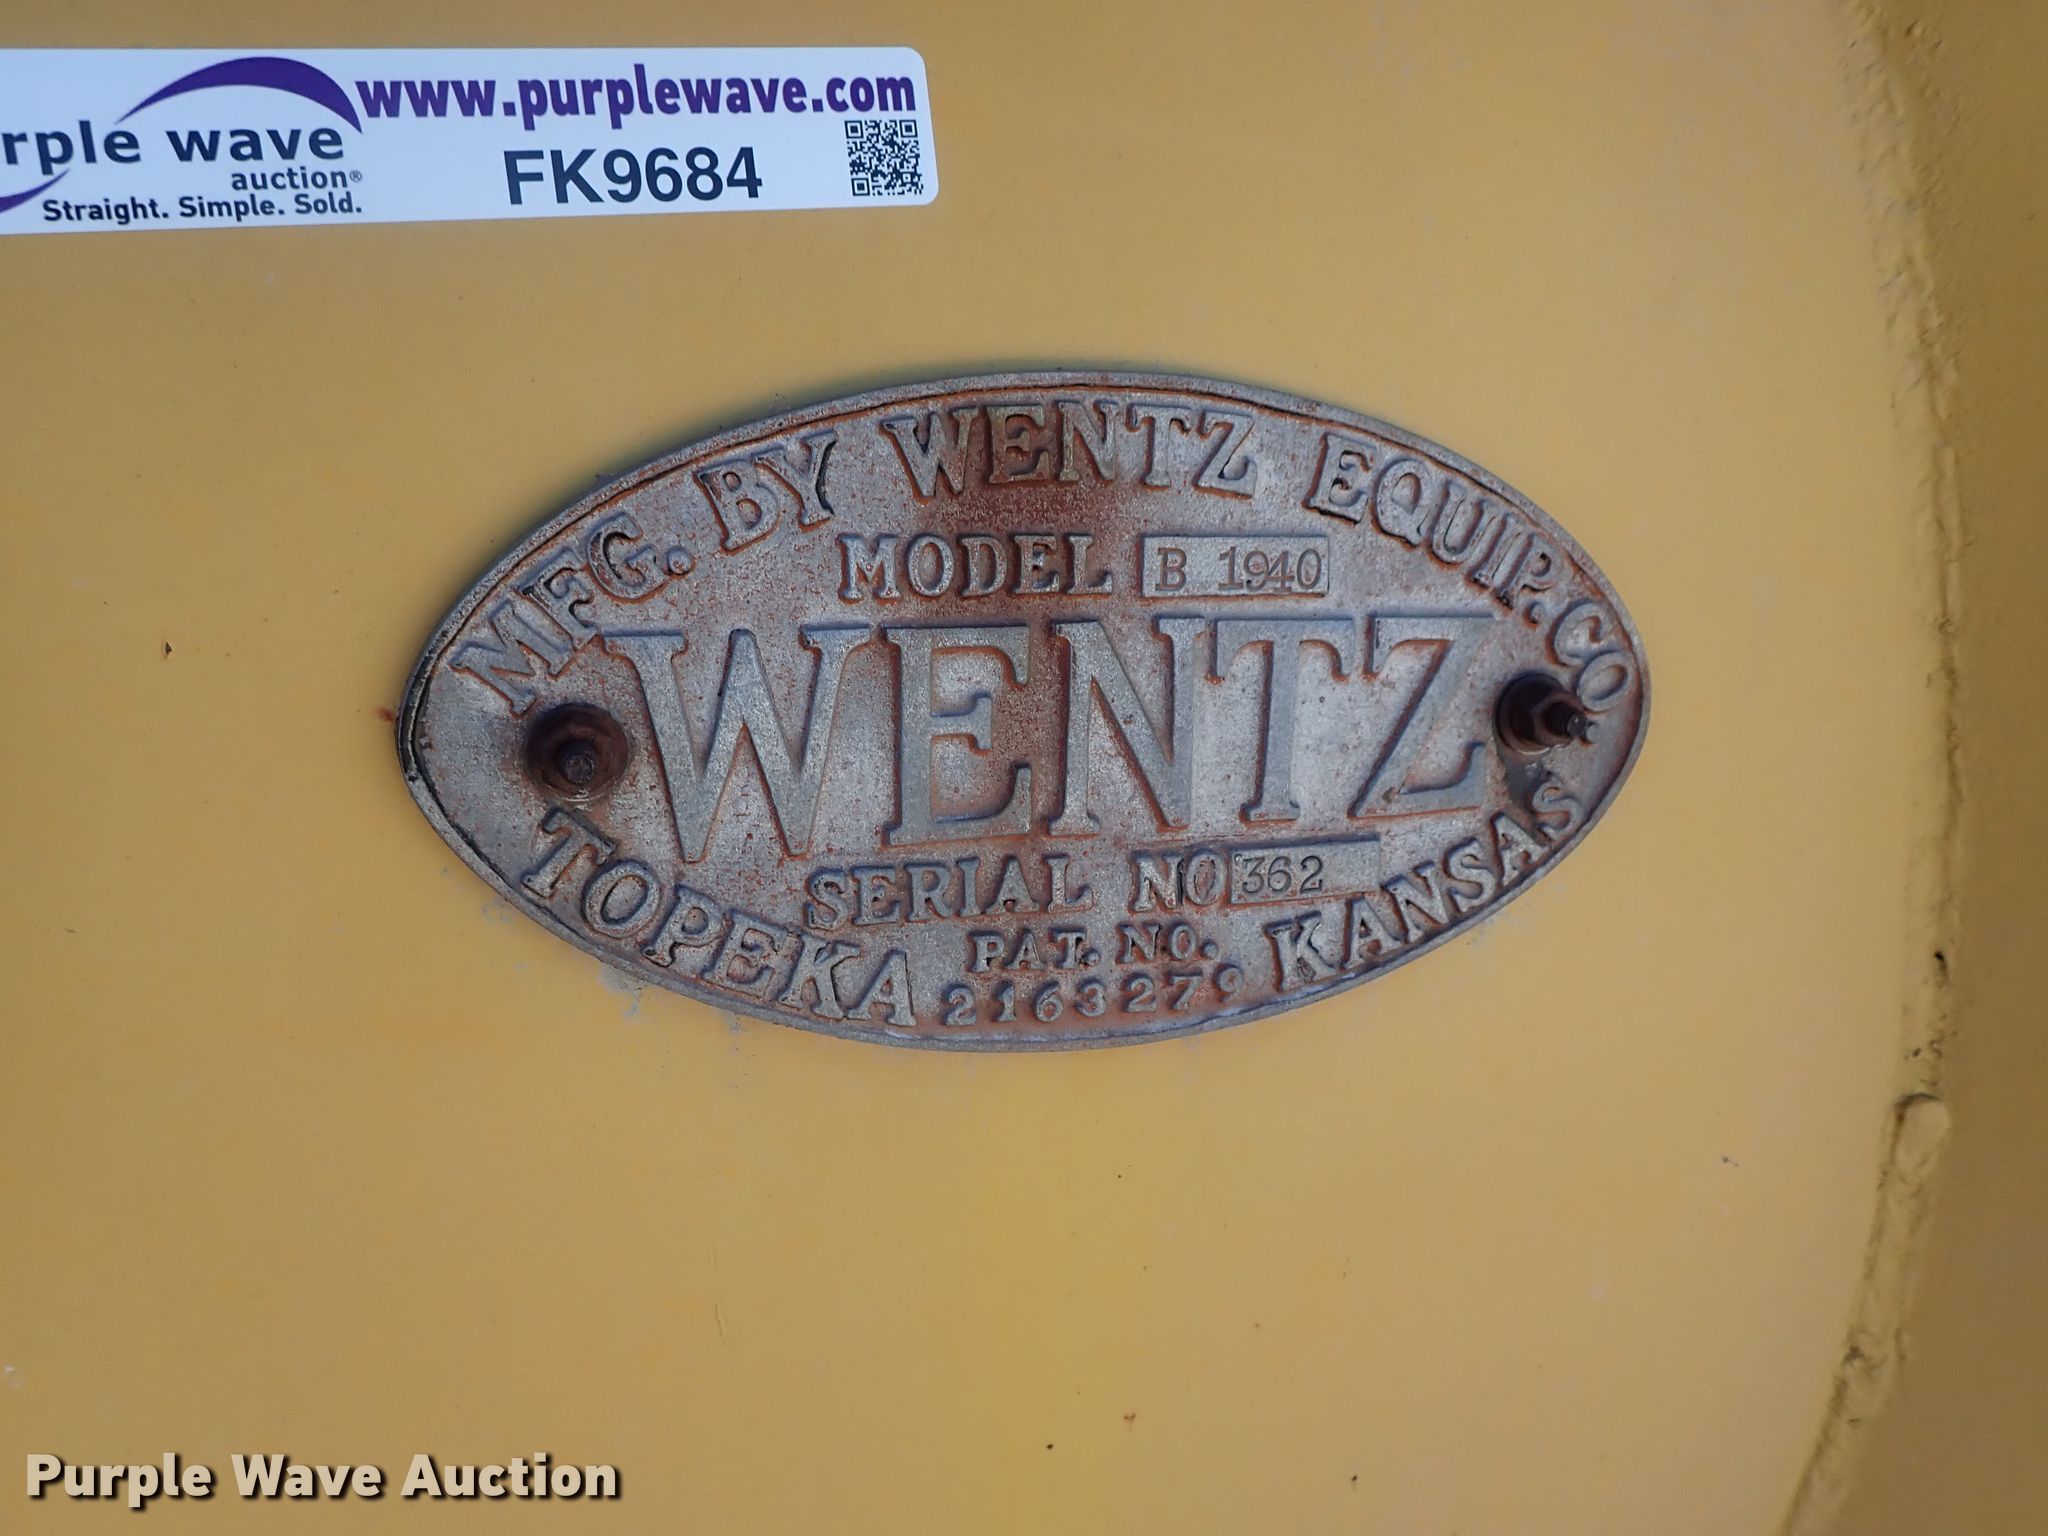 www.purplewave.com
rple wave
auction®
Straight. Simple. Sold.
FK9684
MFG. BY WENTZ EQUIP. CO
MODEL B 1940
WENTZ
SERIAL NO 362
PAT. NO.
2163279
TOPEKA, KANSAS
Purple Wave Auction